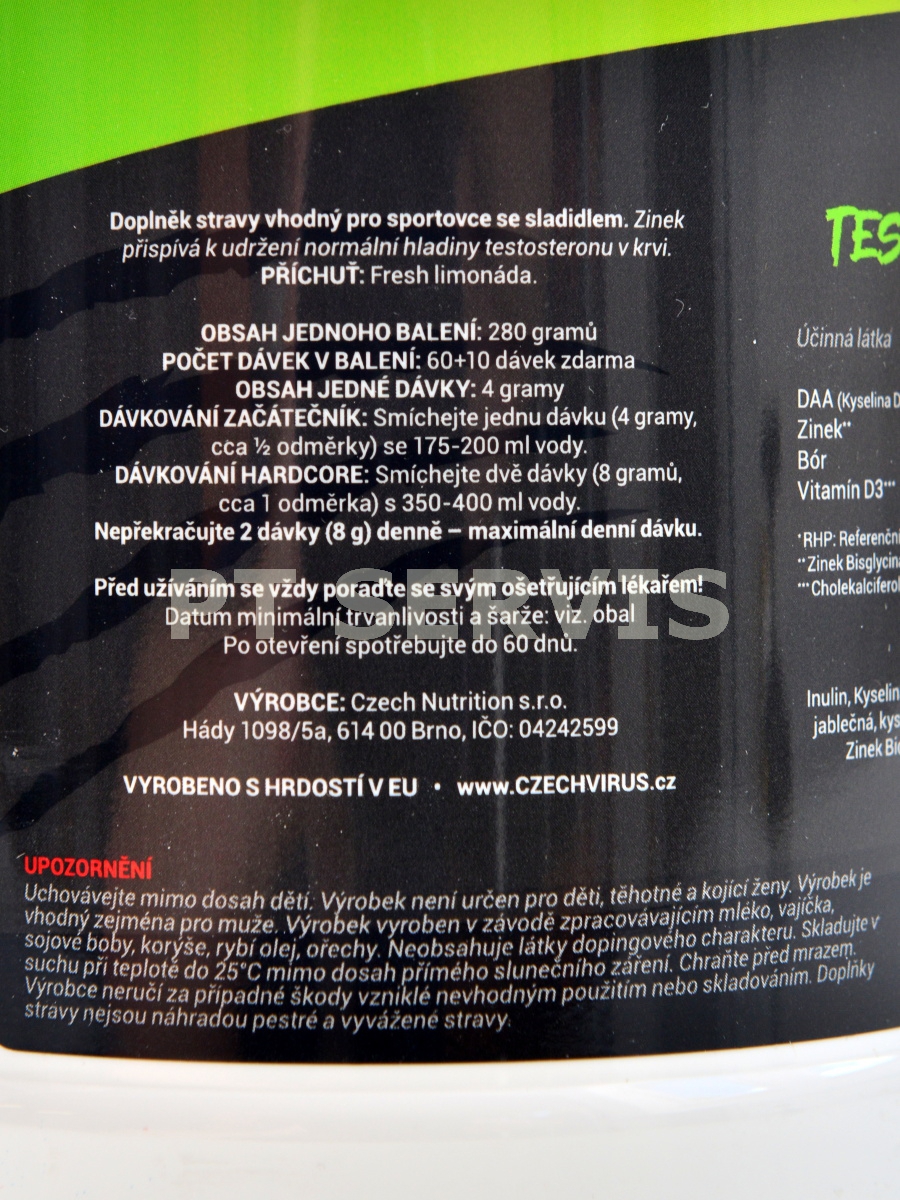 Doplněk stravy vhodný pro sportovce se sladidlem. Zinek
přispívá k udržení normální hladiny testosteronu v krvi.
PŘÍCHUŤ: Fresh limonáda.
OBSAH JEDNOHO BALENÍ: 280 gramů
POČET DÁVEK V BALENÍ: 60+10 dávek zdarma
OBSAH JEDNÉ DÁVKY: 4 gramy
DÁVKOVÁNÍ ZAČÁTEČNÍK: Smíchejte jednu dávku (4 gramy,
cca ½ odměrky) se 175-200 ml vody.
DÁVKOVÁNÍ HARDCORE: Smíchejte dvě dávky (8 gramů,
cca 1 odměrka) s 350-400 ml vody.
Nepřekračujte 2 dávky (8 g) denně – maximální denní dávku.
Před užíváním se vždy poraďte se svým ošetřujícím lékařem!
PT SERVIS
Datum minimální trvanlivosti a šarže: viz. obal
Po otevření spotřebujte do 60 dnů.
VÝROBCE: Czech Nutrition s.r.o.
Hády 1098/5a, 614 00 Brno, IČO: 04242599
VYROBENO S HRDOSTÍ V EU • www.CZECHVIRUS.cz
UPOZORNĚNÍ
Uchovávejte mimo dosah dětí. Výrobek není určen pro děti, těhotné a kojící ženy. Výrobek je
vhodný zejména pro muže. Výrobek vyroben v závodě zpracovávajícím mléko, vajíčka,
sojové boby, korýše, rybí olej, ořechy. Neobsahuje látky dopingového charakteru. Skladujte v
suchu při teplotě do 25°C mimo dosah přímého slunečního záření. Chraňte před mrazem.
Výrobce neručí za případné škody vzniklé nevhodným použitím nebo skladováním. Doplňky
stravy nejsou náhradou pestré a vyvážené stravy.
TES
Účinná látka
DAA (Kyselina D
Zinek**
Bór
Vitamín D3***
*RHP: Referenční
**Zinek Bisglycin
***Cholekalciferol
Inulin, Kyselin
jablečná, kys
Zinek Bi